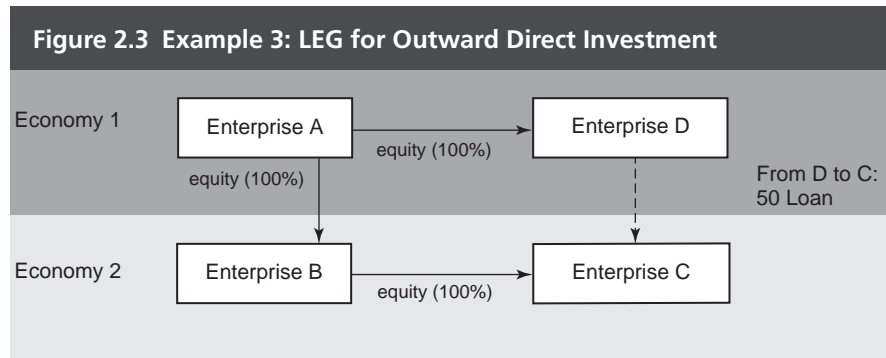 Figure 2.3 Example 3: LEG for Outward Direct Investment
Economy 1
Enterprise A
equity (100%)
Enterprise D
equity (100%)
From D to C:
50 Loan
Economy 2
Enterprise B
equity (100%)
Enterprise C